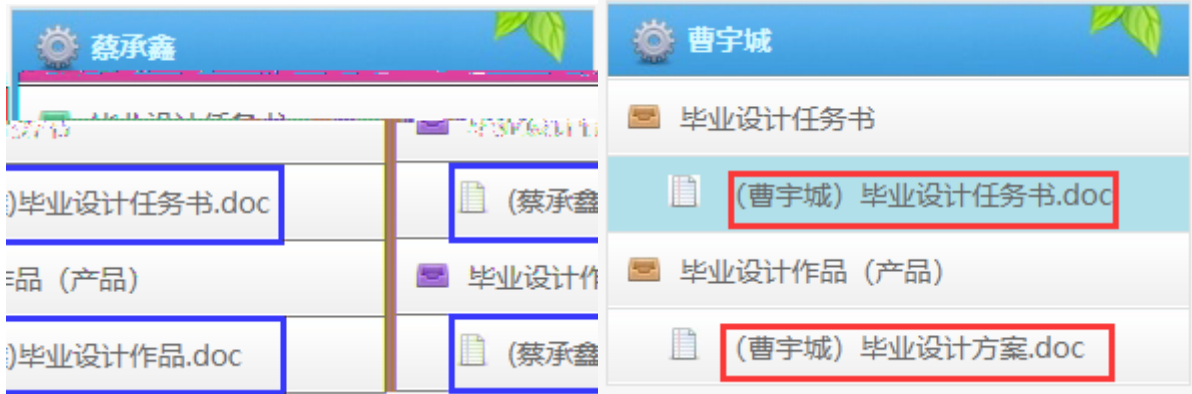 蔡承鑫
)毕业设计任务书.doc
(蔡承鑫
品（产品）
毕业设计作
)毕业设计作品.doc
(蔡承鑫
曹宇城
毕业设计任务书
(曹宇城）毕业设计任务书.doc
毕业设计作品（产品）
(曹宇城）毕业设计方案.doc